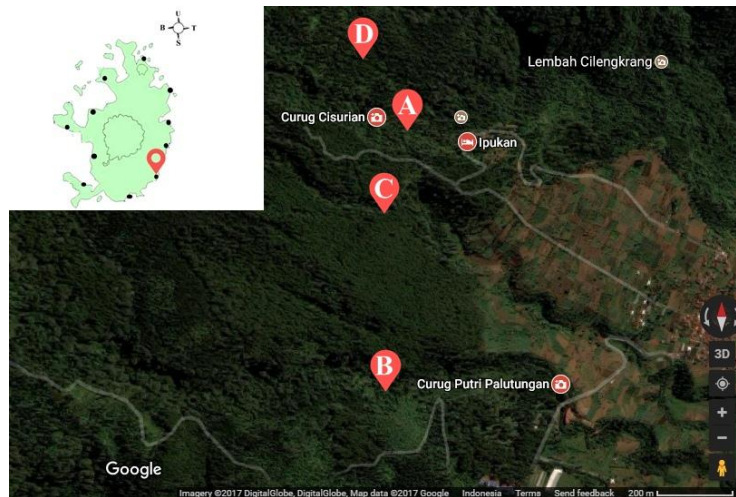 U
B T
S
D
Lembah Cilengkrang
Curug Cisurian
A
Ipukan
C
B
Curug Putri Palutungan
3D
Google
Imagery ©2017 DigitalGlobe, DigitalGlobe, Map data ©2017 Google Indonesia Terms Send feedback 200 m